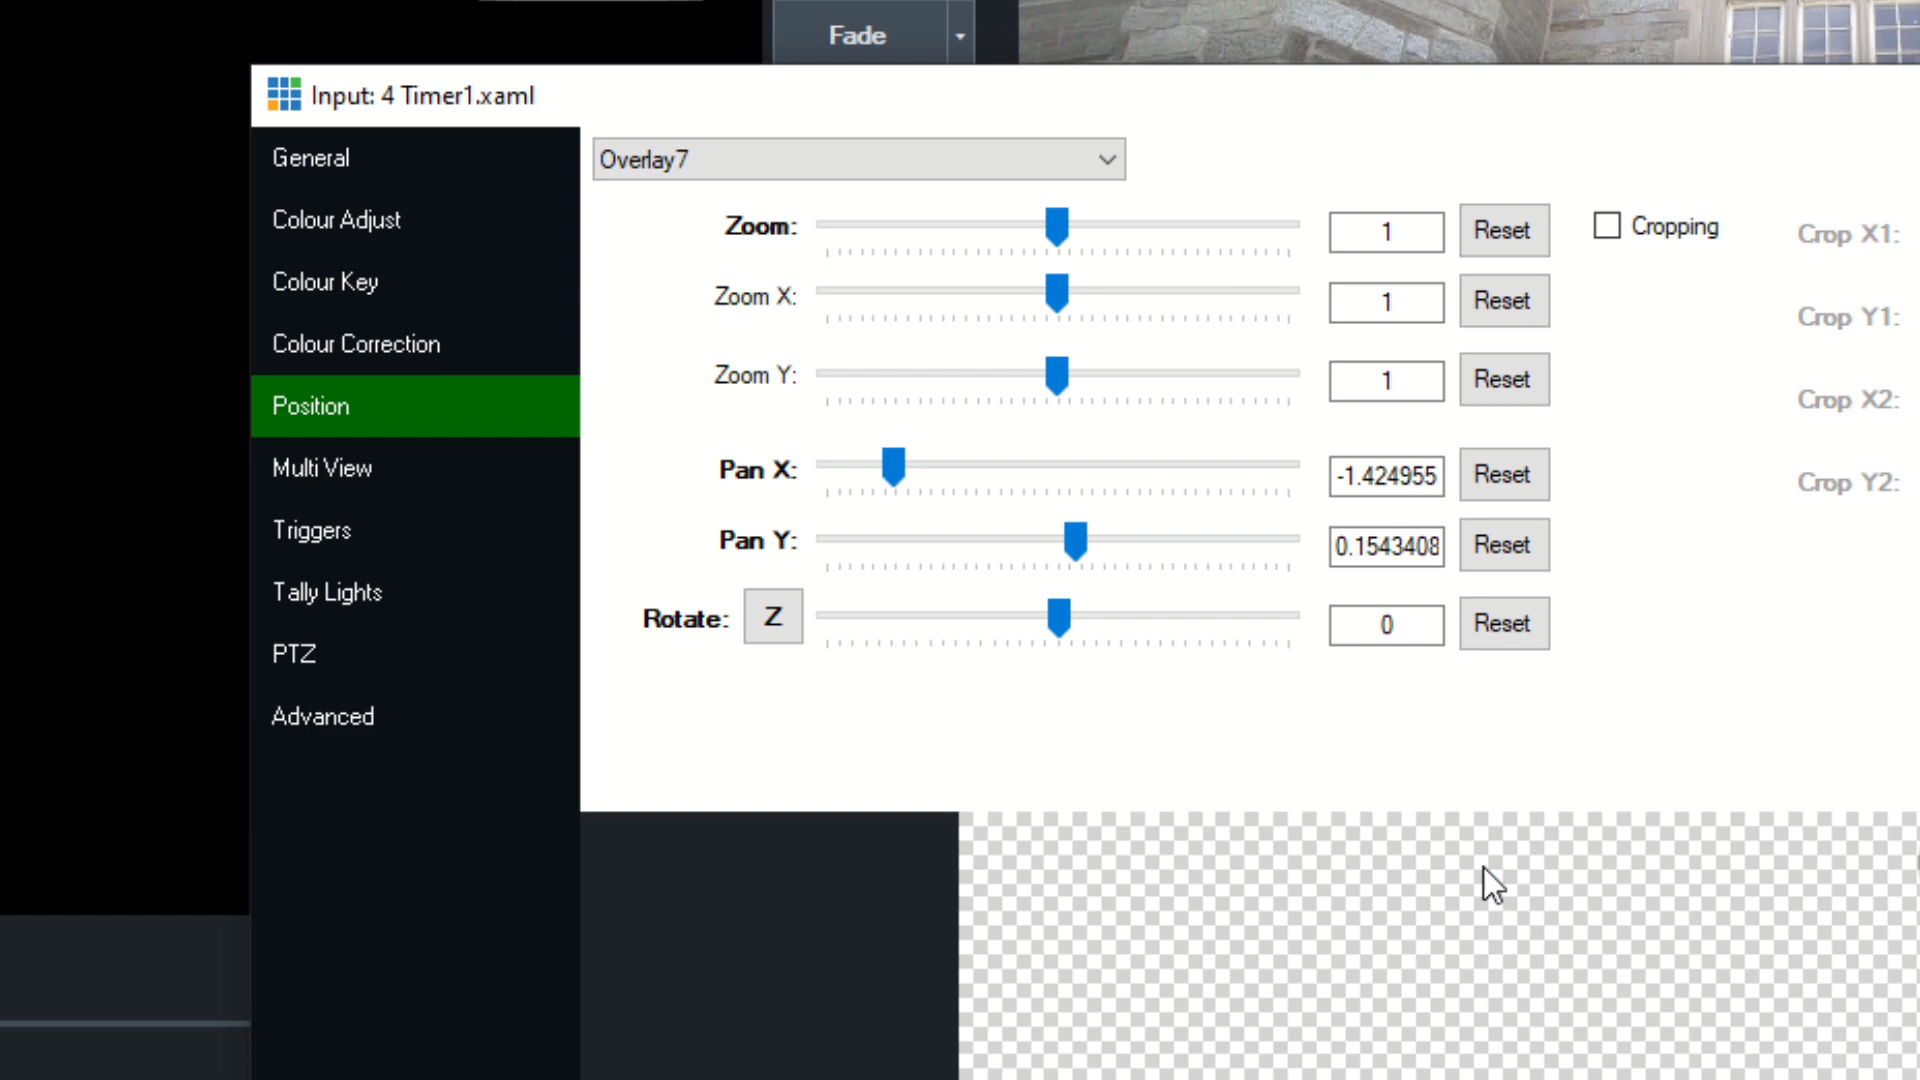 Fade
Input: 4 Timer1.xaml
General
Colour Adjust
Colour Key
Colour Correction
Position
Multi View
Triggers
Tally Lights
PTZ
Advanced
Overlay7
Zoom: 1 Reset
Zoom X: 1 Reset
Zoom Y: 1 Reset
Pan X: -1.424955 Reset
Pan Y: 0.1543408 Reset
Rotate: Z 0 Reset
Cropping
Crop X1:
Crop Y1:
Crop X2:
Crop Y2: